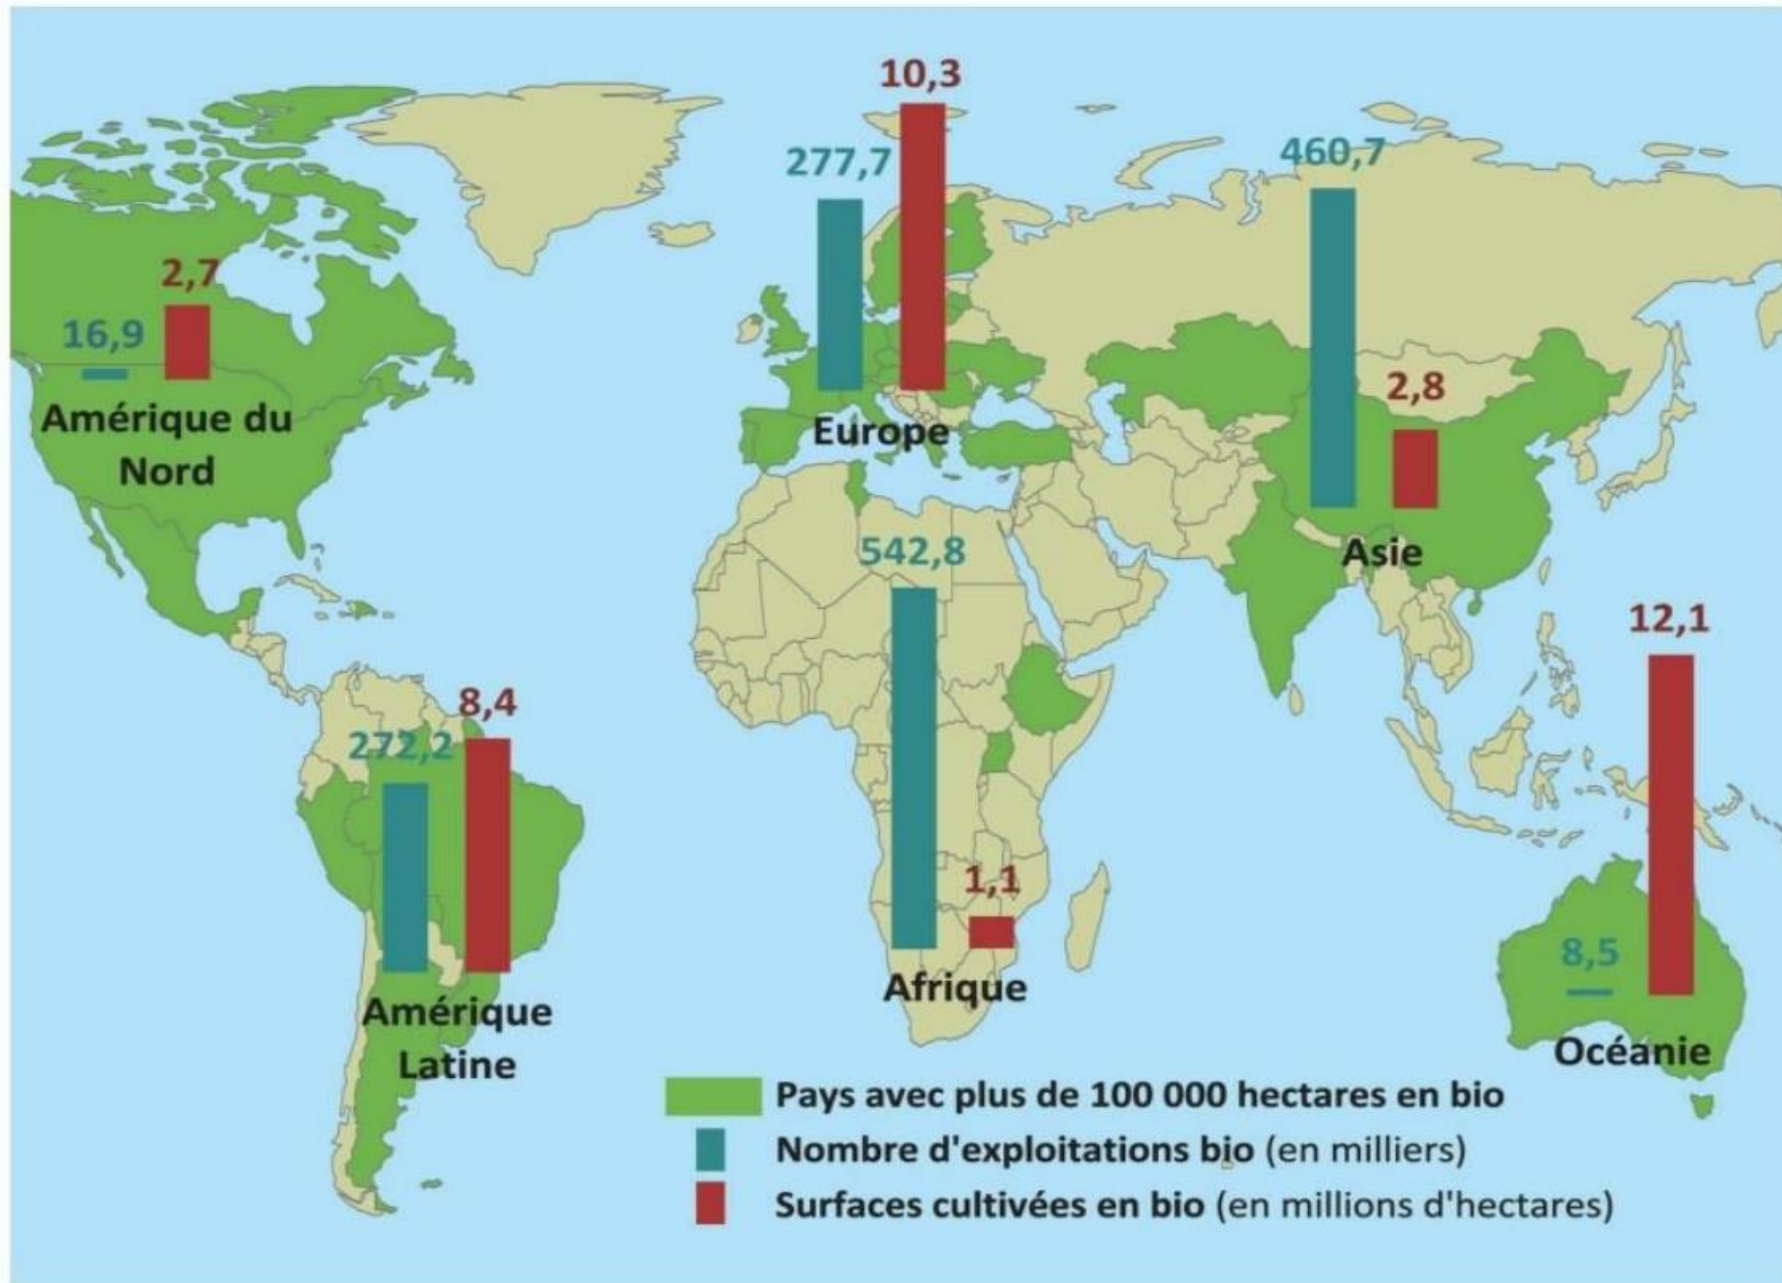 10,3
277,7
460,7
2,7
16,9
2,8
Amérique du
Nord
Europe
542,8
Asie
12,1
8,4
272,2
1,1
8,5
Afrique
Amérique
Latine
Océanie
Pays avec plus de 100 000 hectares en bio
Nombre d'exploitations bio (en milliers)
Surfaces cultivées en bio (en millions d'hectares)